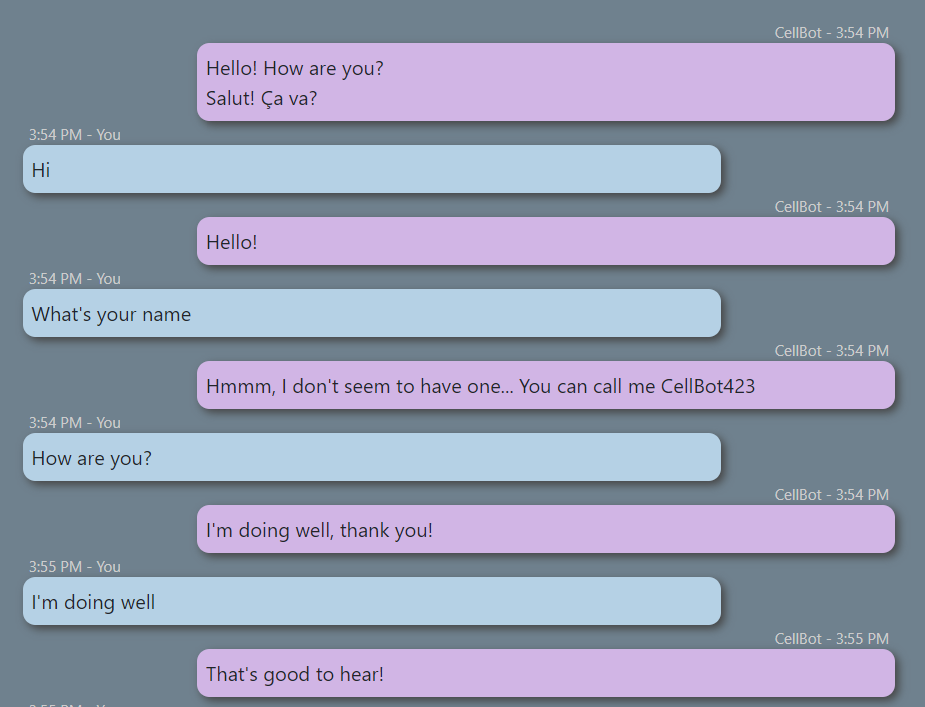 CellBot - 3:54 PM
Hello! How are you?
Salut! Ça va?
3:54 PM - You
Hi
CellBot - 3:54 PM
Hello!
3:54 PM - You
What's your name
CellBot - 3:54 PM
Hmmm, I don't seem to have one... You can call me CellBot423
3:54 PM - You
How are you?
CellBot - 3:54 PM
I'm doing well, thank you!
3:55 PM - You
I'm doing well
CellBot - 3:55 PM
That's good to hear!